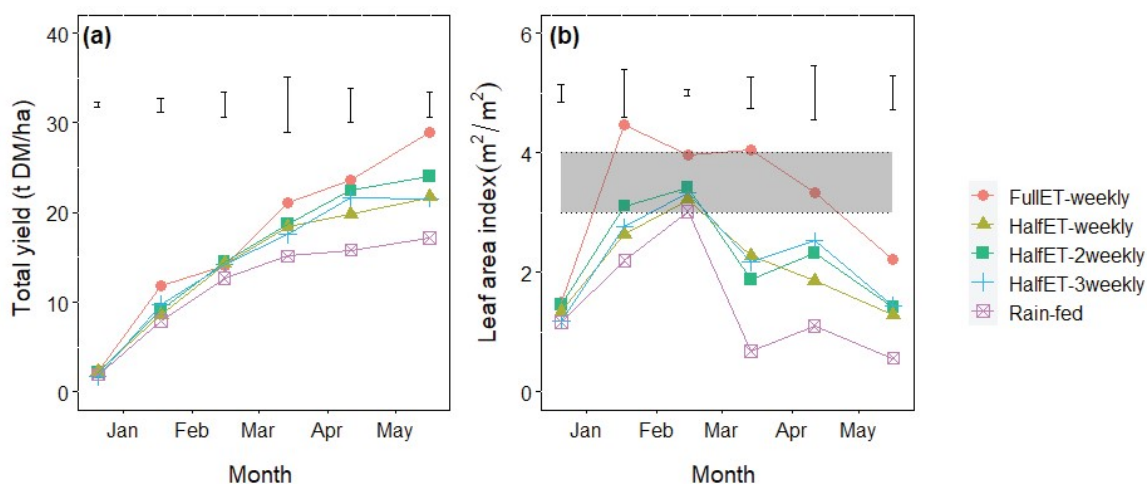 (a)
Total yield (t DM/ha)
40
30
20
10
0
Jan Feb Mar Apr May
Month
(b)
Leaf area index(m²/m²)
6
4
2
0
Jan Feb Mar Apr May
Month
FullET-weekly
HalfET-weekly
HalfET-2weekly
HalfET-3weekly
Rain-fed